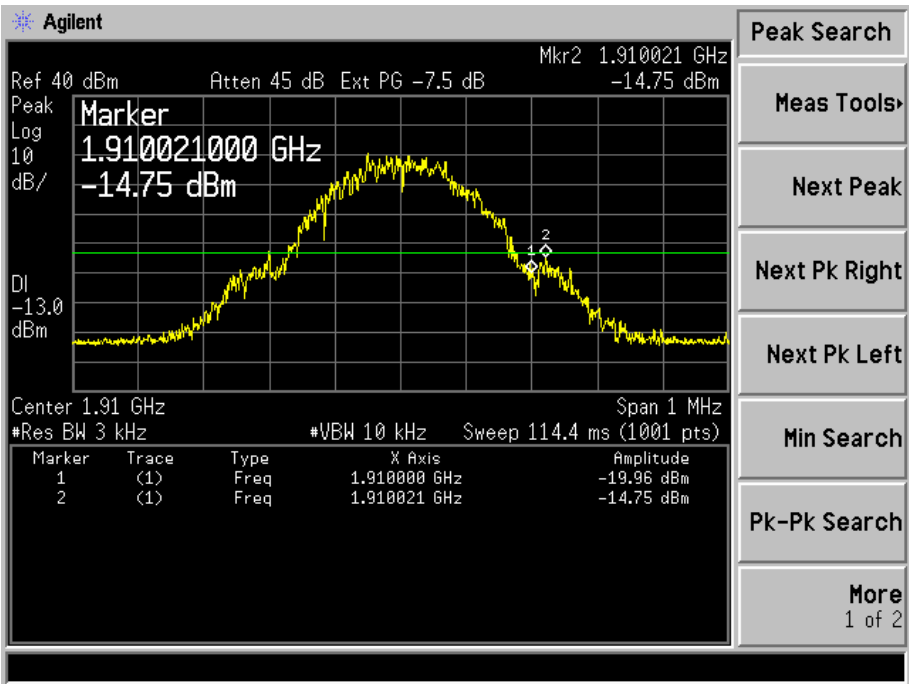 Agilent
Peak Search
Mkr2 1.910021 GHz
Ref 40 dBm Atten 45 dB Ext PG −7.5 dB −14.75 dBm
Peak
Log
10
dB/
Marker
1.910021000 GHz
−14.75 dBm
1
2
DI
−13.0
dBm
Center 1.91 GHz Span 1 MHz
#Res BW 3 kHz #VBW 10 kHz Sweep 114.4 ms (1001 pts)
Marker Trace Type X Axis Amplitude
1 (1) Freq 1.910000 GHz −19.96 dBm
2 (1) Freq 1.910021 GHz −14.75 dBm
Meas Tools
Next Peak
Next Pk Right
Next Pk Left
Min Search
Pk−Pk Search
More
1 of 2